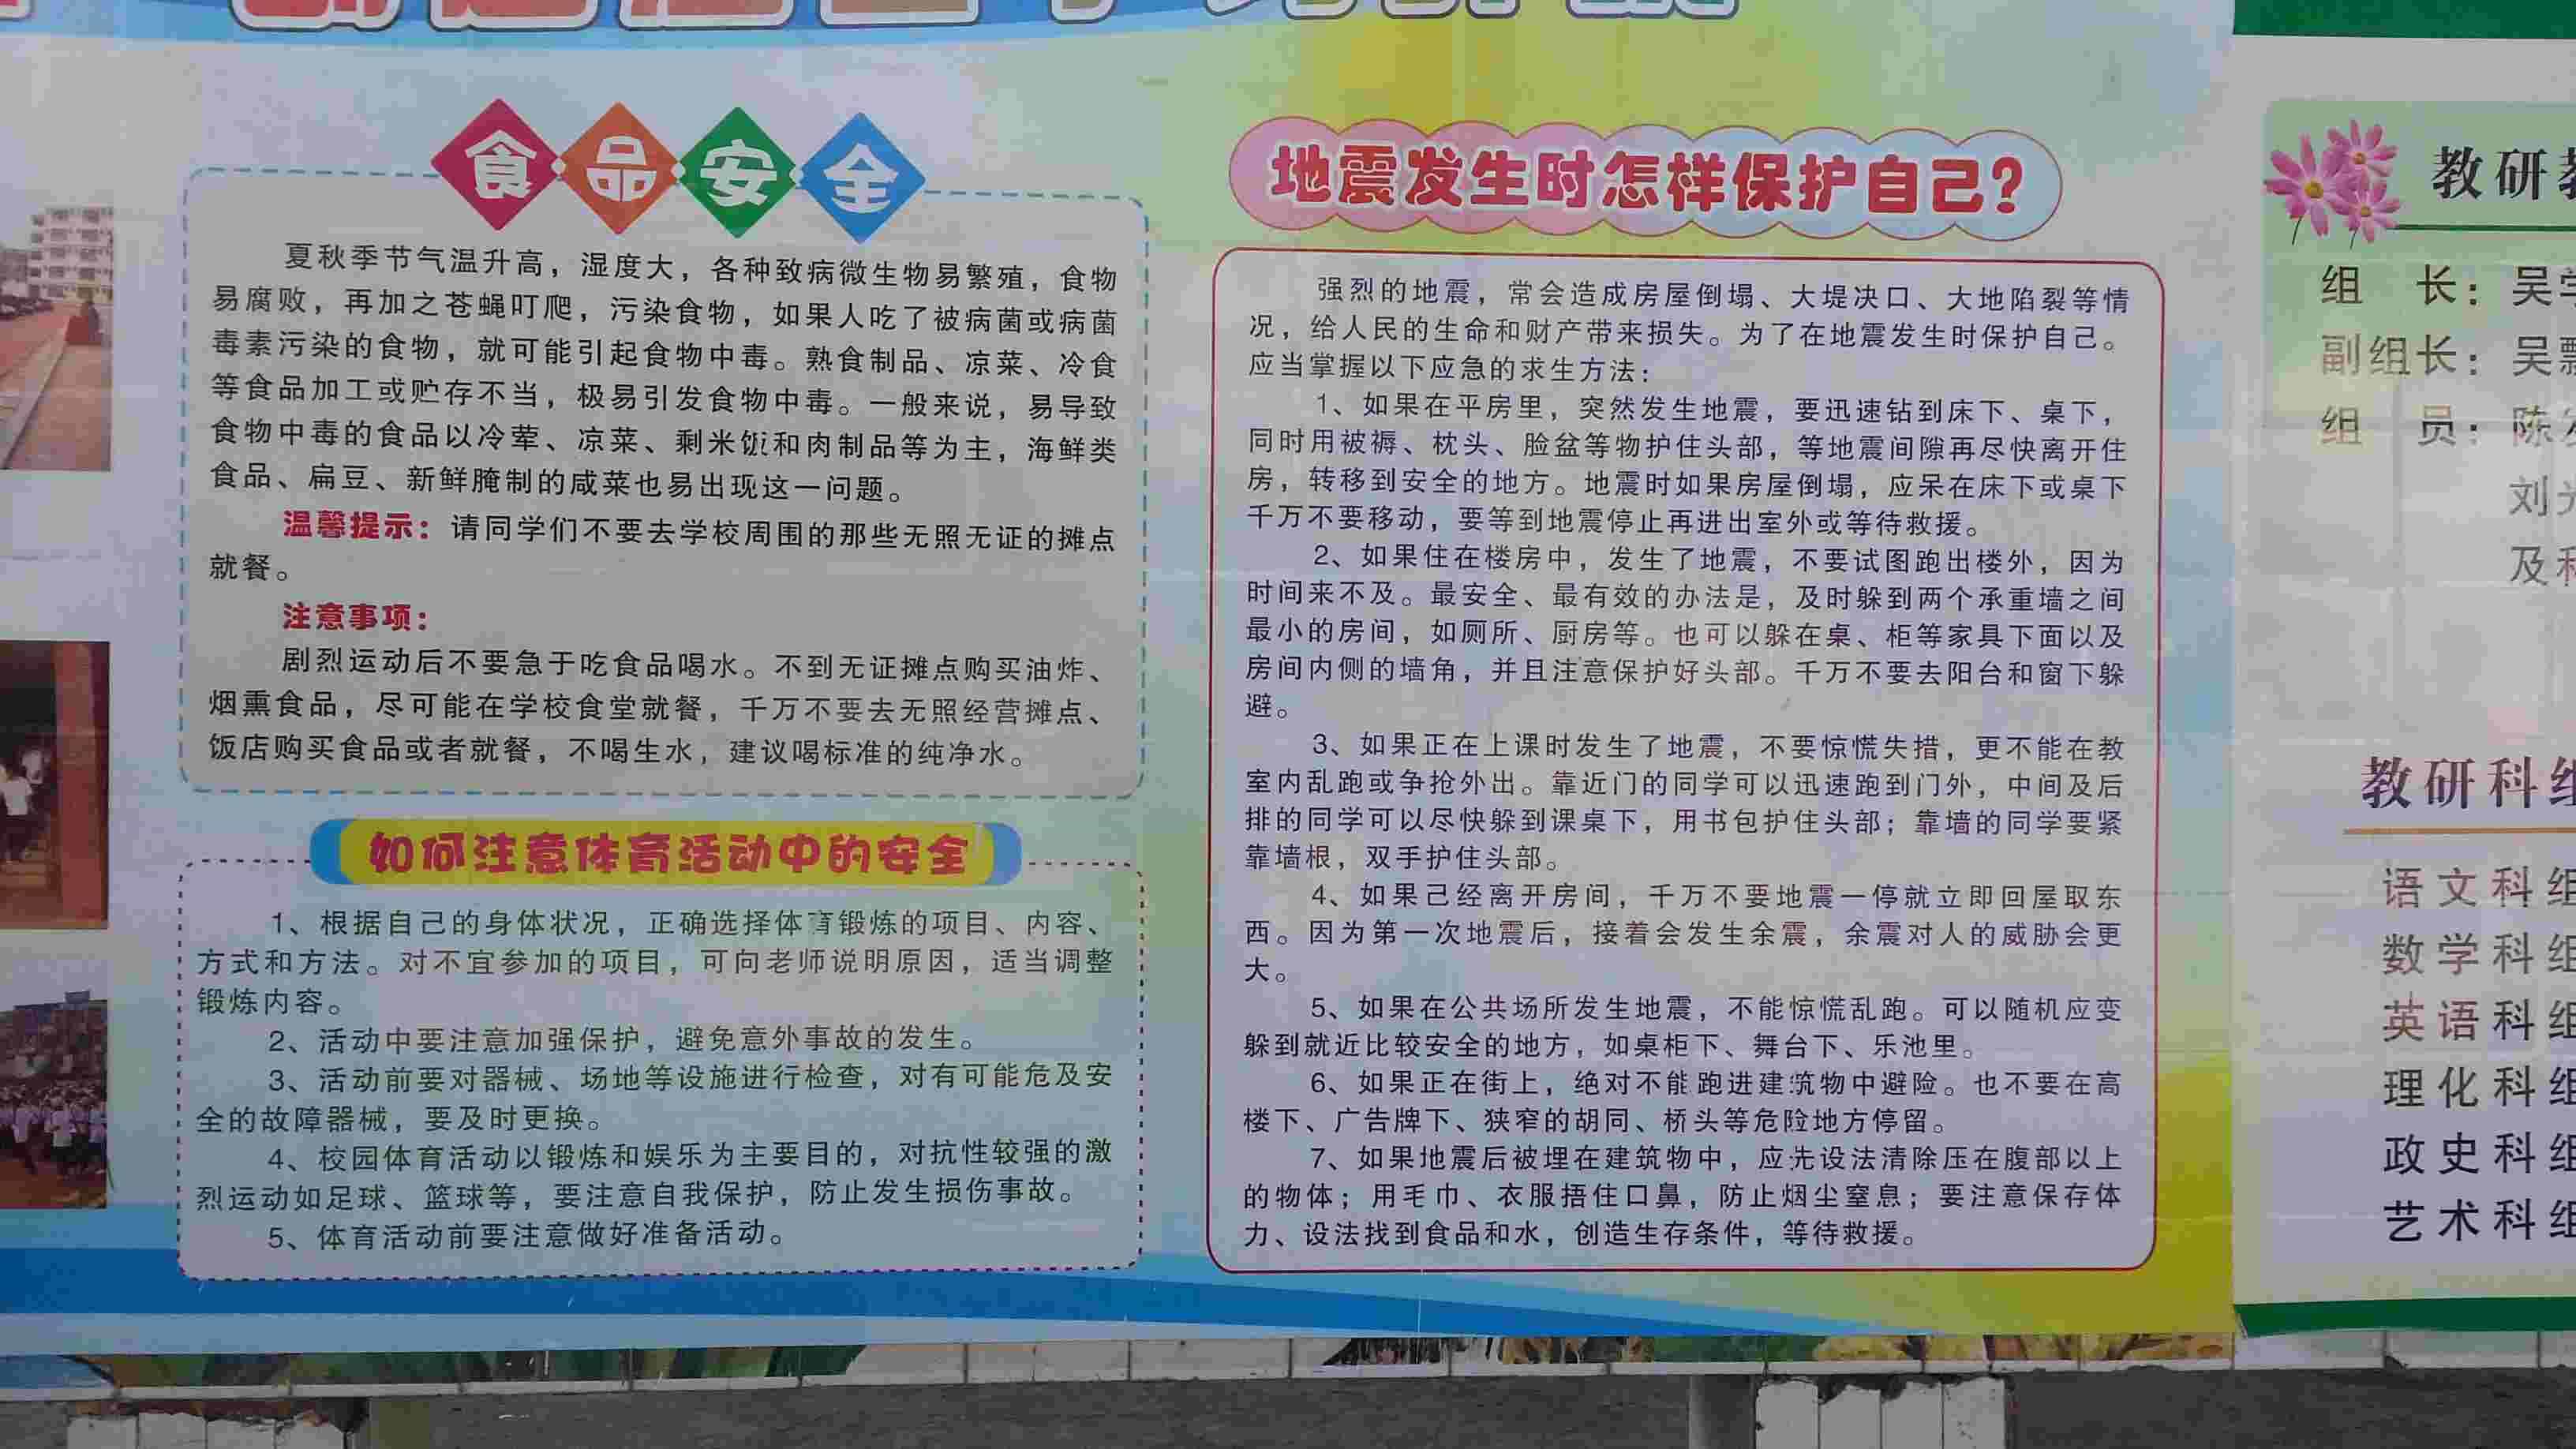 食品安全
夏秋季节气温升高，湿度大，各种致病微生物易繁殖，食物
易腐败，再加之苍蝇叮爬，污染食物，如果人吃了被病菌或病菌
毒素污染的食物，就可能引起食物中毒。熟食制品、凉菜、冷食
等食品加工或贮存不当，极易引发食物中毒。一般来说，易导致
食物中毒的食品以冷荤、凉菜、剩米饭和肉制品等为主，海鲜类
食品、扁豆、新鲜腌制的咸菜也易出现这一问题。
温馨提示：请同学们不要去学校周围的那些无照无证的摊点
就餐。
注意事项：
剧烈运动后不要急于吃食品喝水。不到无证摊点购买油炸、
烟熏食品，尽可能在学校食堂就餐，千万不要去无照经营摊点、
饭店购买食品或者就餐，不喝生水，建议喝标准的纯净水。
如何注意体育活动中的安全
1、根据自己的身体状况，正确选择体育锻炼的项目、内容、
方式和方法。对不宜参加的项目，可向老师说明原因，适当调整
锻炼内容。
2、活动中要注意加强保护，避免意外事故的发生。
3、活动前要对器械、场地等设施进行检查，对有可能危及安
全的故障器械，要及时更换。
4、校园体育活动以锻炼和娱乐为主要目的，对抗性较强的激
烈运动如足球、篮球等，要注意自我保护，防止发生损伤事故。
5、体育活动前要注意做好准备活动。
地震发生时怎样保护自己？
强烈的地震，常会造成房屋倒塌、大堤决口、大地陷裂等情
况，给人民的生命和财产带来损失。为了在地震发生时保护自己。
应当掌握以下应急的求生方法：
1、如果在平房里，突然发生地震，要迅速钻到床下、桌下，
同时用被褥、枕头、脸盆等物护住头部，等地震间隙再尽快离开住
房，转移到安全的地方。地震时如果房屋倒塌，应呆在床下或桌下
千万不要移动，要等到地震停止再进出室外或等待救援。
2、如果住在楼房中，发生了地震，不要试图跑出楼外，因为
时间来不及。最安全、最有效的办法是，及时躲到两个承重墙之间
最小的房间，如厕所、厨房等。也可以躲在桌、柜等家具下面以及
房间内侧的墙角，并且注意保护好头部。千万不要去阳台和窗下躲
避。
3、如果正在上课时发生了地震，不要惊慌失措，更不能在教
室内乱跑或争抢外出。靠近门的同学可以迅速跑到门外，中间及后
排的同学可以尽快躲到课桌下，用书包护住头部；靠墙的同学要紧
靠墙根，双手护住头部。
4、如果己经离开房间，千万不要地震一停就立即回屋取东
西。因为第一次地震后，接着会发生余震，余震对人的威胁会更
大。
5、如果在公共场所发生地震，不能惊慌乱跑。可以随机应变
躲到就近比较安全的地方，如桌柜下、舞台下、乐池里。
6、如果正在街上，绝对不能跑进建筑物中避险。也不要在高
楼下、广告牌下、狭窄的胡同、桥头等危险地方停留。
7、如果地震后被埋在建筑物中，应先设法清除压在腹部以上
的物体；用毛巾、衣服捂住口鼻，防止烟尘窒息；要注意保存体
力、设法找到食品和水，创造生存条件，等待救援。
教研
组 长：吴
副组长：吴
组 员：陈
刘
及
教研科组
语文科组
数学科组
英语科组
理化科组
政史科组
艺术科组